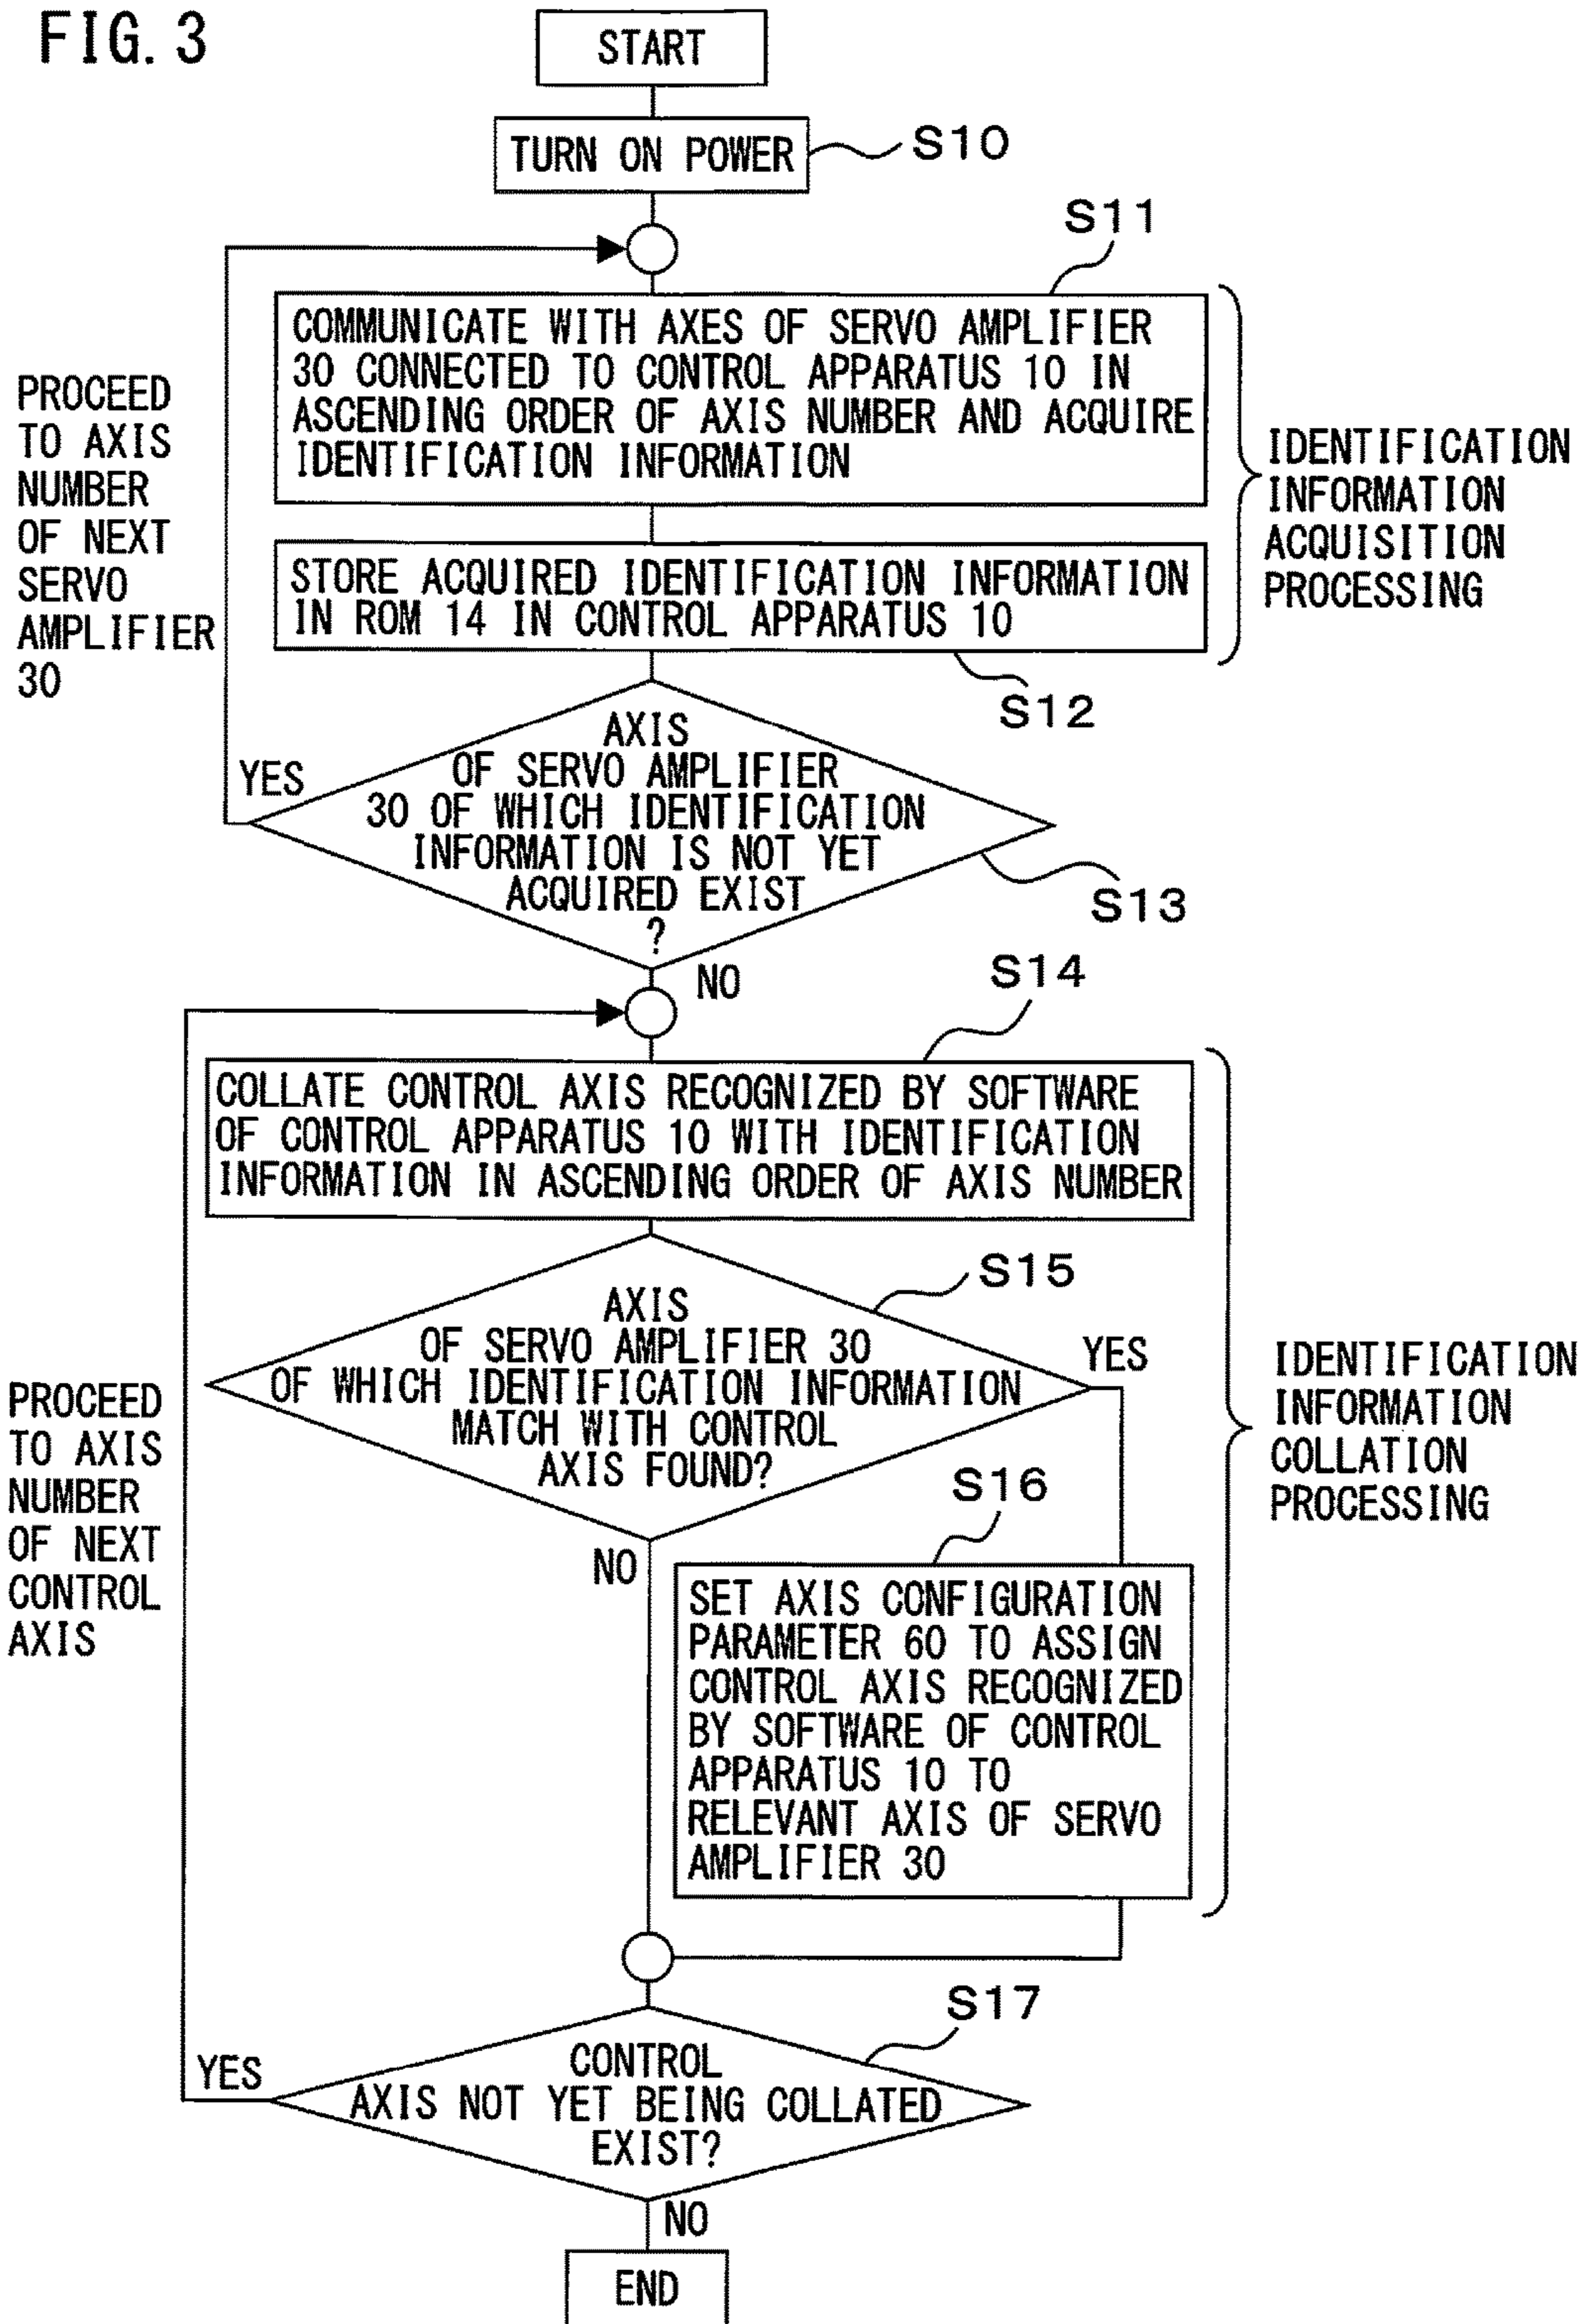 FIG. 3
START
TURN ON POWER
S10
S11
COMMUNICATE WITH AXES OF SERVO AMPLIFIER
30 CONNECTED TO CONTROL APPARATUS 10 IN
ASCENDING ORDER OF AXIS NUMBER AND ACQUIRE
IDENTIFICATION INFORMATION
PROCEED
TO AXIS
NUMBER
OF NEXT
SERVO
AMPLIFIER
30
IDENTIFICATION
INFORMATION
ACQUISITION
PROCESSING
STORE ACQUIRED IDENTIFICATION INFORMATION
IN ROM 14 IN CONTROL APPARATUS 10
S12
AXIS
OF SERVO AMPLIFIER
30 OF WHICH IDENTIFICATION
INFORMATION IS NOT YET
ACQUIRED EXIST
?
YES
S13
NO
S14
COLLATE CONTROL AXIS RECOGNIZED BY SOFTWARE
OF CONTROL APPARATUS 10 WITH IDENTIFICATION
INFORMATION IN ASCENDING ORDER OF AXIS NUMBER
S15
AXIS
OF SERVO AMPLIFIER 30
OF WHICH IDENTIFICATION INFORMATION
MATCH WITH CONTROL
AXIS FOUND?
YES
IDENTIFICATION
INFORMATION
COLLATION
PROCESSING
PROCEED
TO AXIS
NUMBER
OF NEXT
CONTROL
AXIS
NO
S16
SET AXIS CONFIGURATION
PARAMETER 60 TO ASSIGN
CONTROL AXIS RECOGNIZED
BY SOFTWARE OF CONTROL
APPARATUS 10 TO
RELEVANT AXIS OF SERVO
AMPLIFIER 30
S17
YES
CONTROL
AXIS NOT YET BEING COLLATED
EXIST?
NO
END